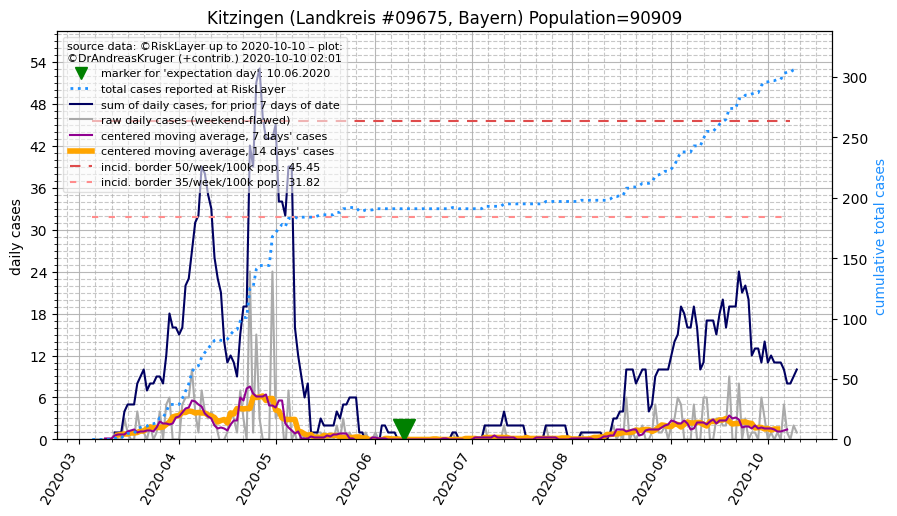 Kitzingen (Landkreis #09675, Bayern) Population=90909
source data: ©RiskLayer up to 2020-10-10 – plot:
©DrAndreasKruger (+contrib.) 2020-10-10 02:01
marker for 'expectation day': 10.06.2020
total cases reported at RiskLayer
sum of daily cases, for prior 7 days of date
raw daily cases (weekend-flawed)
centered moving average, 7 days' cases
centered moving average, 14 days' cases
incid. border 50/week/100k pop.: 45.45
incid. border 35/week/100k pop.: 31.82
daily cases
54
48
42
36
30
24
18
12
6
0
300
250
200
150
100
50
0
cumulative total cases
2020-03
2020-04
2020-05
2020-06
2020-07
2020-08
2020-09
2020-10